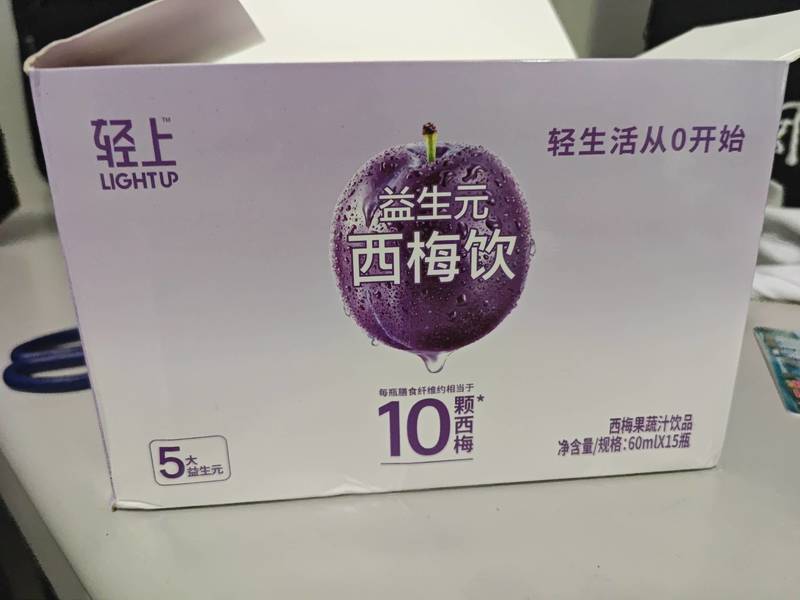 轻上™
LIGHTUP
轻生活从0开始
益生元
西梅饮
每瓶膳食纤维约相当于
10颗西梅*
5大益生元
西梅果蔬汁饮品
净含量/规格:60mlX15瓶